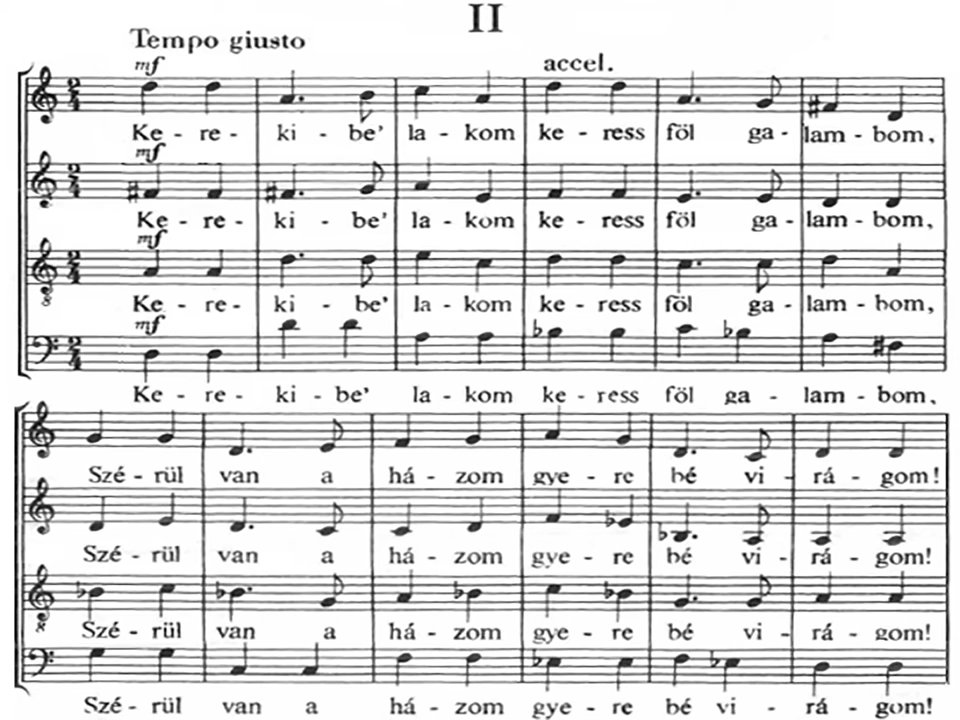 II
Tempo giusto
mf
accel.
Ke - re - ki - be' la - kom ke - ress föl ga - lam - bom,
mf
Ke - re - ki - be' la - kom ke - ress föl ga - lam - bom,
mf
Ke - re - ki - be' la - kom ke - ress föl ga - lam - bom,
mf
Ke - re - ki - be' la - kom ke - ress föl ga - lam - bom,
Szé - rül van a há - zom gye - re bé vi - rá - gom!
Szé - rül van a há - zom gye - re bé vi - rá - gom!
Szé - rül van a há - zom gye - re bé vi - rá - gom!
Szé - rül van a há - zom gye - re bé vi - rá - gom!